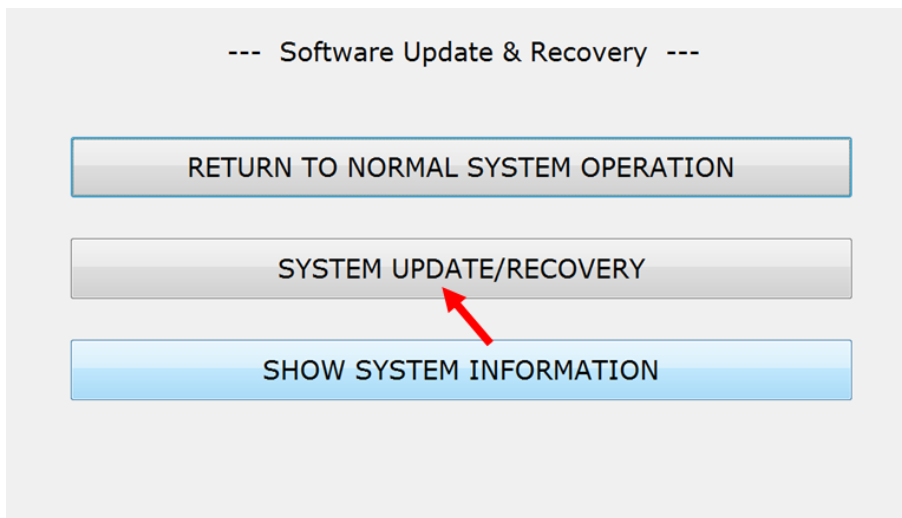 --- Software Update & Recovery ---
RETURN TO NORMAL SYSTEM OPERATION
SYSTEM UPDATE/RECOVERY
SHOW SYSTEM INFORMATION